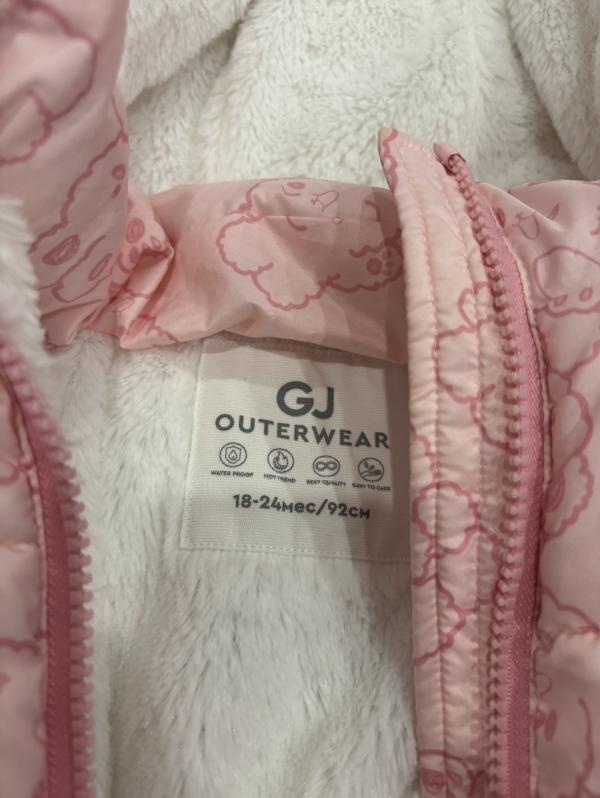 GJ
OUTERWEAR
WATER PROOF HOT TREND BEST QUALITY EASY TO CARE
18-24мес/92см